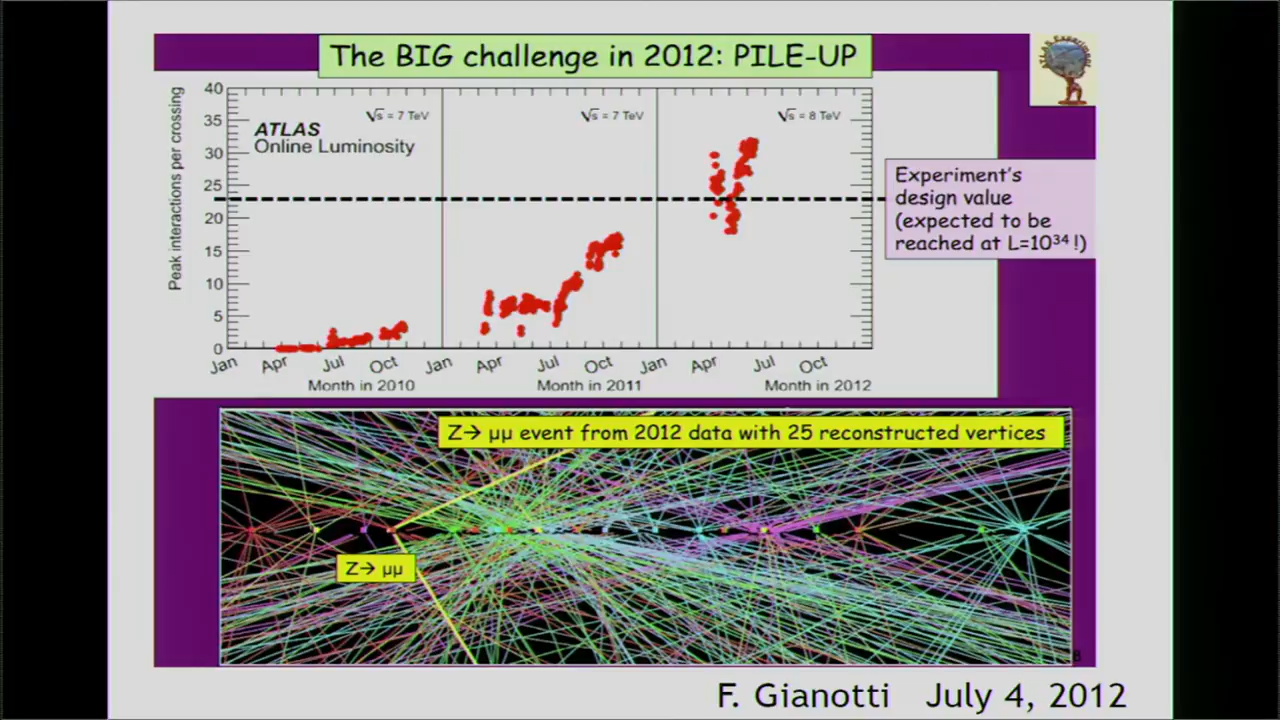 The BIG challenge in 2012: PILE-UP
ATLAS Experiment
40
35
30
25
20
15
10
5
0
Peak interactions per crossing
ATLAS
Online Luminosity
√s = 7 TeV
√s = 7 TeV
√s = 8 TeV
Jan Apr Jul Oct Jan Apr Jul Oct Jan Apr Jul Oct
Month in 2010 Month in 2011 Month in 2012
Experiment's
design value
(expected to be
reached at L=10³⁴ !)
Z→ μμ event from 2012 data with 25 reconstructed vertices
Z→ μμ
8
F. Gianotti July 4, 2012